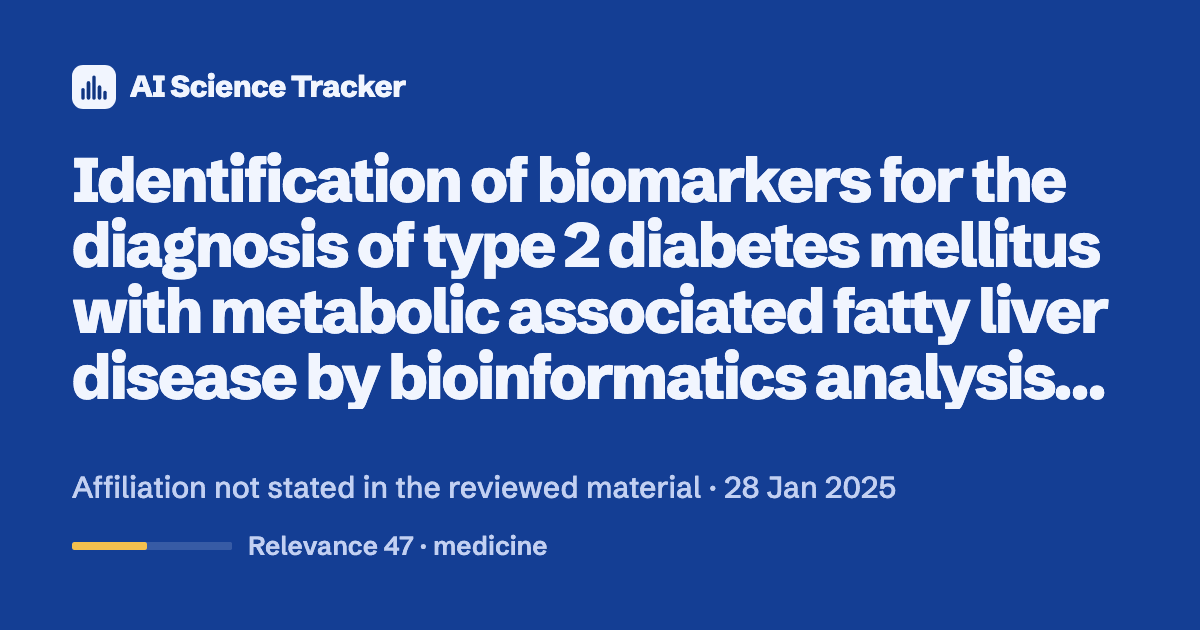 AI Science Tracker
Identification of biomarkers for the
diagnosis of type 2 diabetes mellitus
with metabolic associated fatty liver
disease by bioinformatics analysis...
Affiliation not stated in the reviewed material · 28 Jan 2025
Relevance 47 · medicine